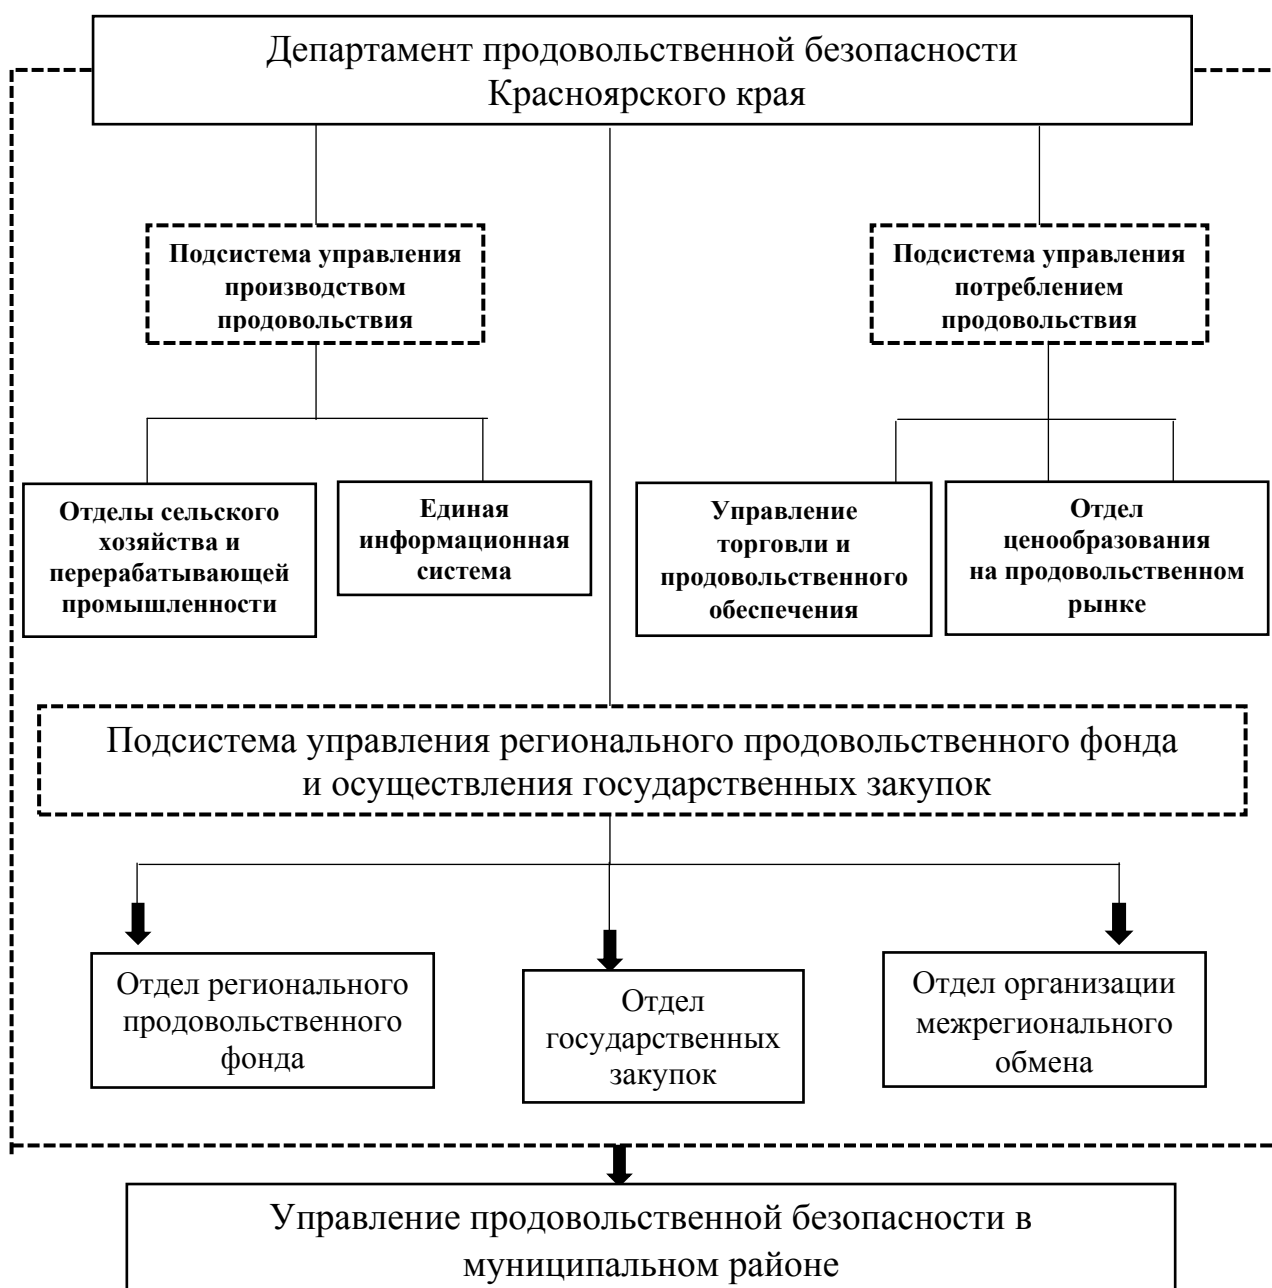 Департамент продовольственной безопасности
Красноярского края
Подсистема управления
производством
продовольствия
Подсистема управления
потреблением
продовольствия
Отделы сельского
хозяйства и
перерабатывающей
промышленности
Единая
информационная
система
Управление
торговли и
продовольственного
обеспечения
Отдел
ценообразования
на продовольственном
рынке
Подсистема управления регионального продовольственного фонда
и осуществления государственных закупок
Отдел регионального
продовольственного
фонда
Отдел
государственных
закупок
Отдел организации
межрегионального
обмена
Управление продовольственной безопасности в
муниципальном районе